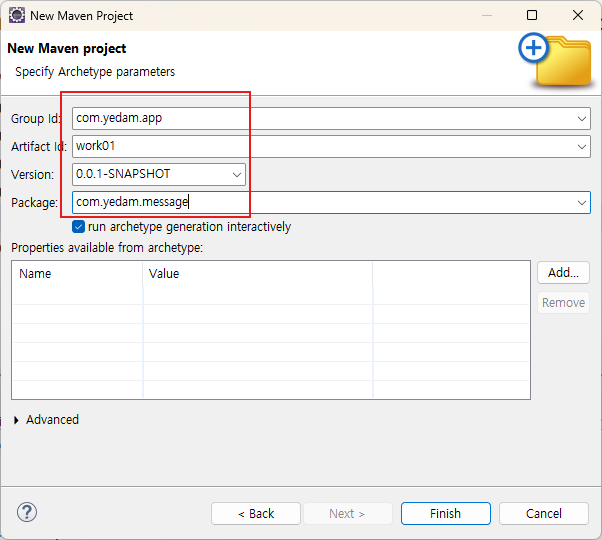 New Maven Project
New Maven project
Specify Archetype parameters
Group Id: com.yedam.app
Artifact Id: work01
Version: 0.0.1-SNAPSHOT
Package: com.yedam.message
run archetype generation interactively
Properties available from archetype:
Name Value
Add...
Remove
Advanced
? < Back Next > Finish Cancel